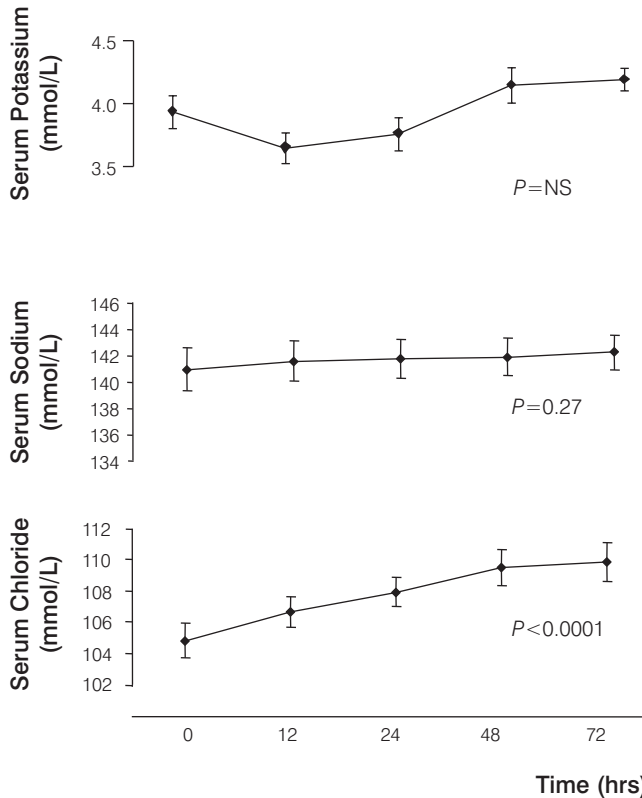 Serum Potassium
(mmol/L)
4.5
4.0
3.5
P=NS
Serum Sodium
(mmol/L)
146
144
142
140
138
136
134
P=0.27
Serum Chloride
(mmol/L)
112
110
108
106
104
102
P<0.0001
0 12 24 48 72
Time (hrs)